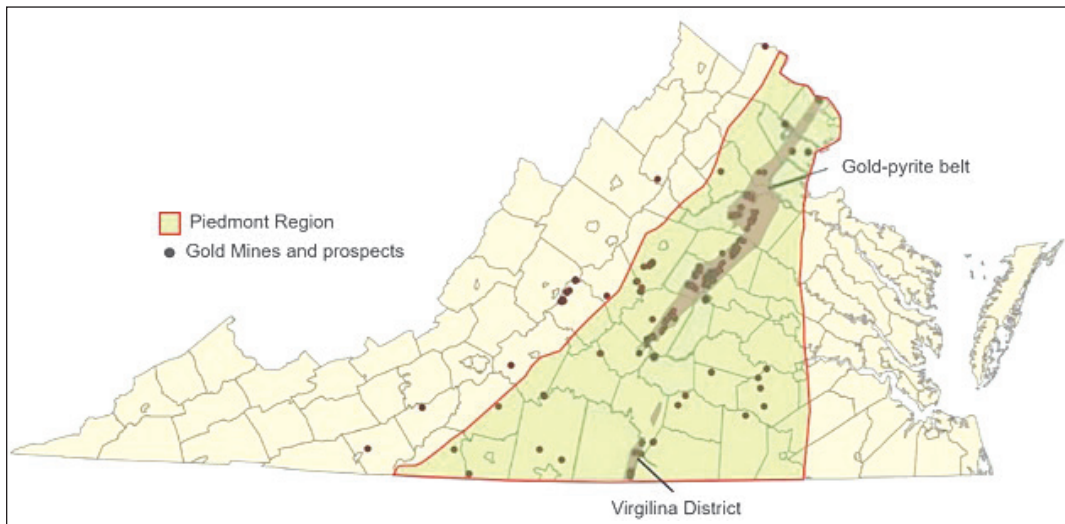 Gold-pyrite belt
Piedmont Region
Gold Mines and prospects
Virgilina District